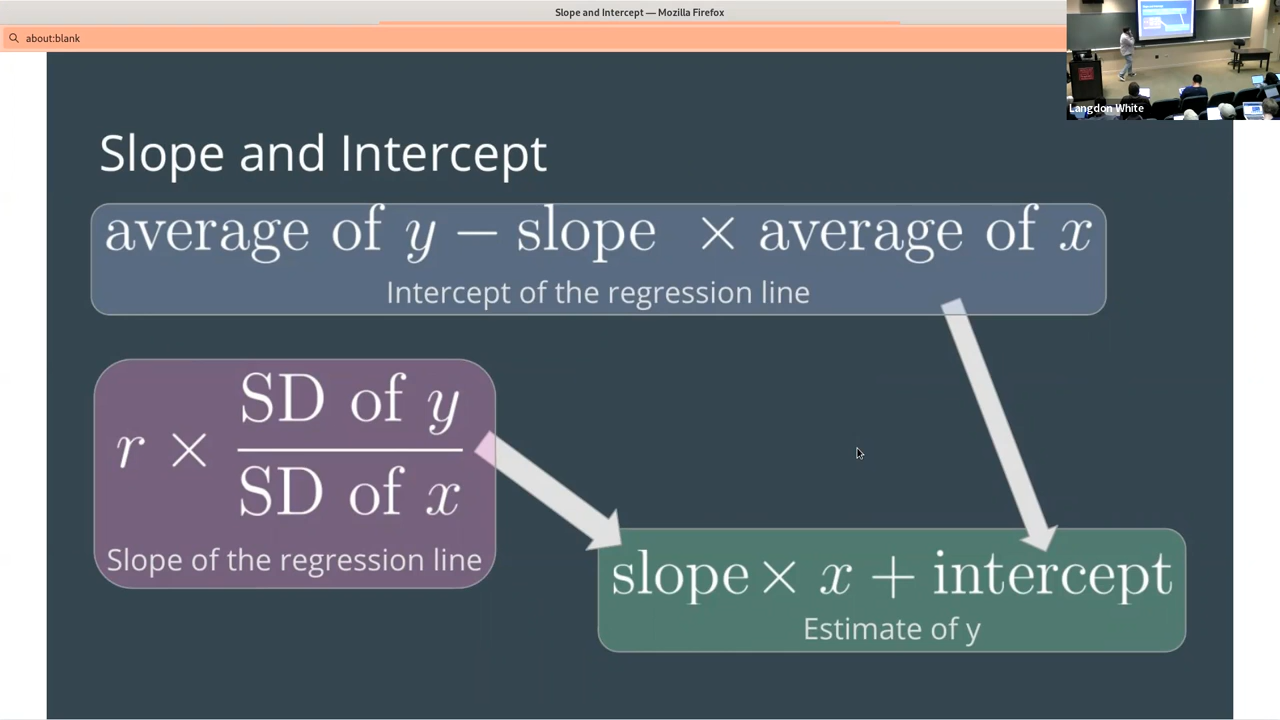 Slope and Intercept — Mozilla Firefox
about:blank
Langdon White
Slope and Intercept
average of y − slope × average of x
Intercept of the regression line
r × SD of y / SD of x
Slope of the regression line
slope × x + intercept
Estimate of y